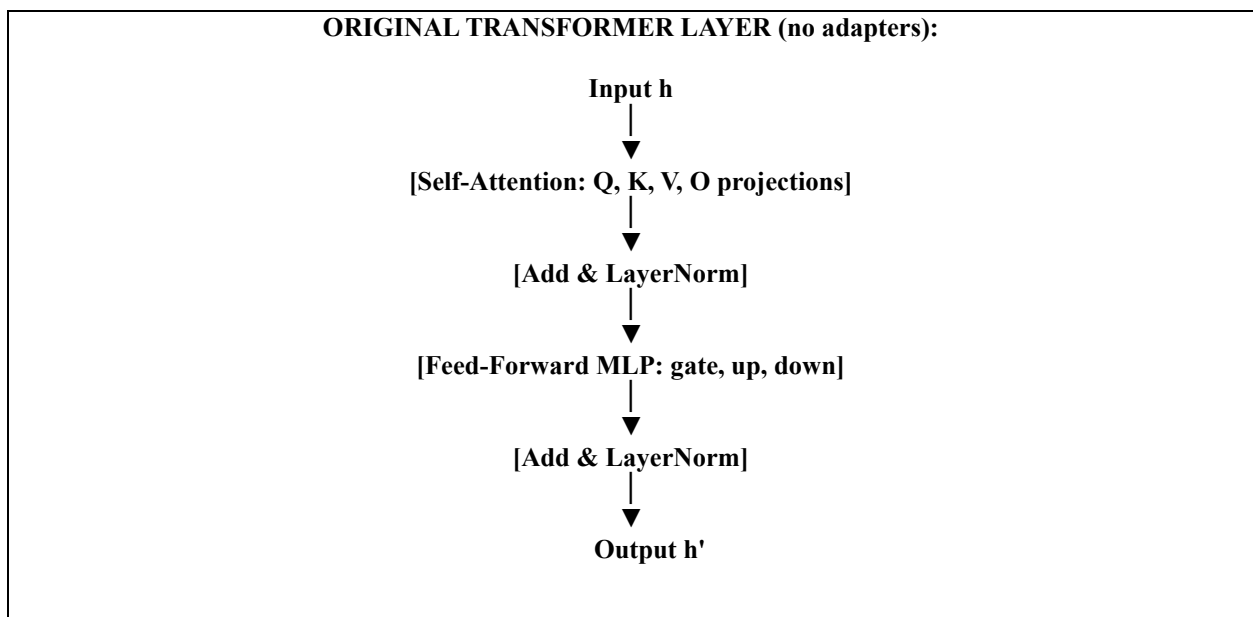 ORIGINAL TRANSFORMER LAYER (no adapters):
Input h
[Self-Attention: Q, K, V, O projections]
[Add & LayerNorm]
[Feed-Forward MLP: gate, up, down]
[Add & LayerNorm]
Output h'